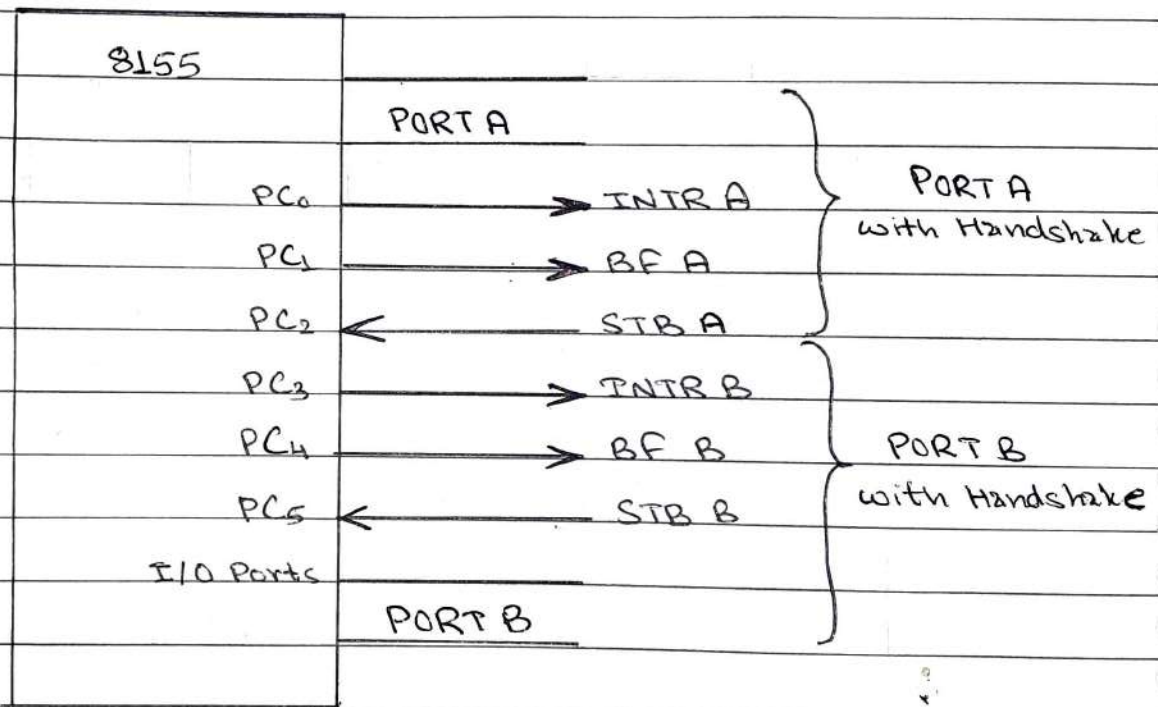 8155
PORT A
PC₀ INTR A
PC₁ BF A
PC₂ STB A
PORT A
with Handshake
PC₃ INTR B
PC₄ BF B
PC₅ STB B
PORT B
with Handshake
I/O Ports
PORT B